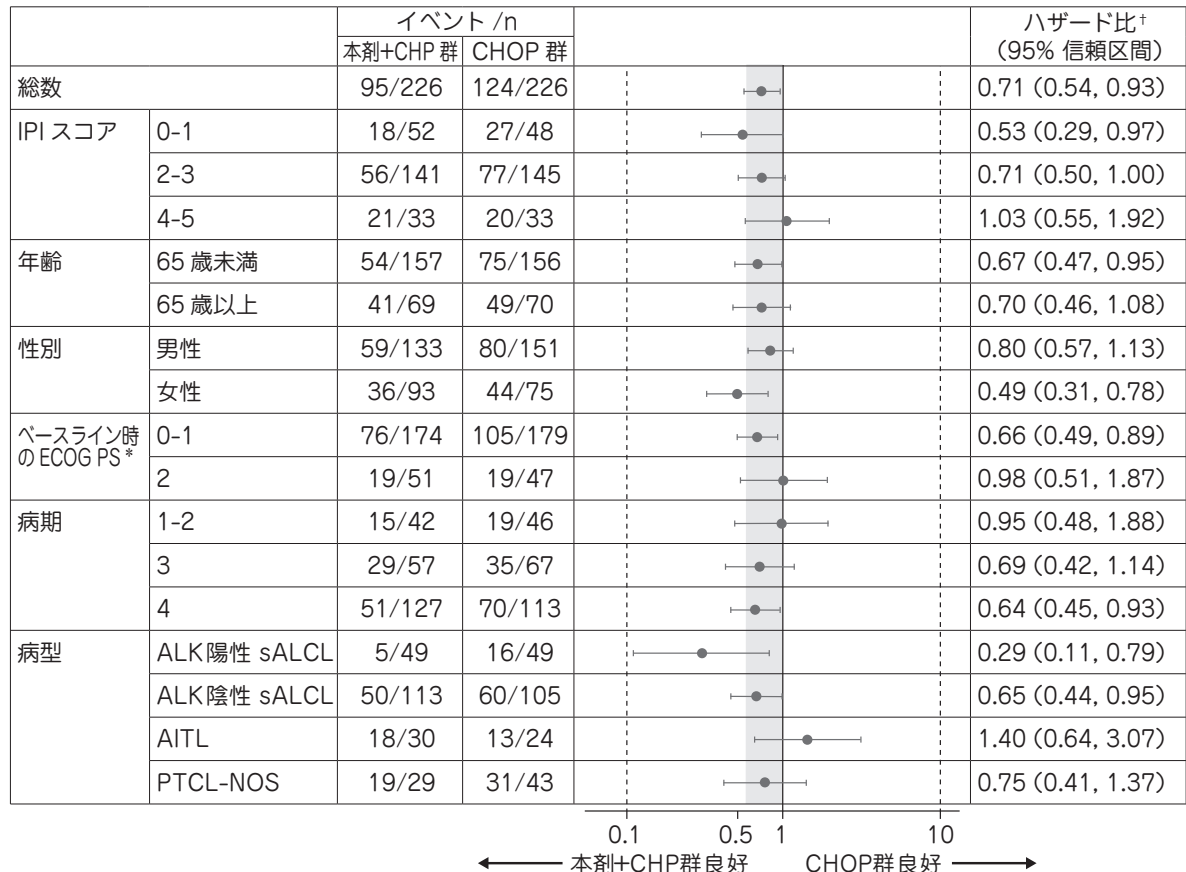 イベント /n ハザード比†
本剤+CHP 群 CHOP 群 (95% 信頼区間)
総数 95/226 124/226 0.71 (0.54, 0.93)
IPI スコア 0-1 18/52 27/48 0.53 (0.29, 0.97)
2-3 56/141 77/145 0.71 (0.50, 1.00)
4-5 21/33 20/33 1.03 (0.55, 1.92)
年齢 65 歳未満 54/157 75/156 0.67 (0.47, 0.95)
65 歳以上 41/69 49/70 0.70 (0.46, 1.08)
性別 男性 59/133 80/151 0.80 (0.57, 1.13)
女性 36/93 44/75 0.49 (0.31, 0.78)
ベースライン時
の ECOG PS * 0-1 76/174 105/179 0.66 (0.49, 0.89)
2 19/51 19/47 0.98 (0.51, 1.87)
病期 1-2 15/42 19/46 0.95 (0.48, 1.88)
3 29/57 35/67 0.69 (0.42, 1.14)
4 51/127 70/113 0.64 (0.45, 0.93)
病型 ALK陽性 sALCL 5/49 16/49 0.29 (0.11, 0.79)
ALK陰性 sALCL 50/113 60/105 0.65 (0.44, 0.95)
AITL 18/30 13/24 1.40 (0.64, 3.07)
PTCL-NOS 19/29 31/43 0.75 (0.41, 1.37)
0.1 0.5 1 10
本剤+CHP群良好 CHOP群良好